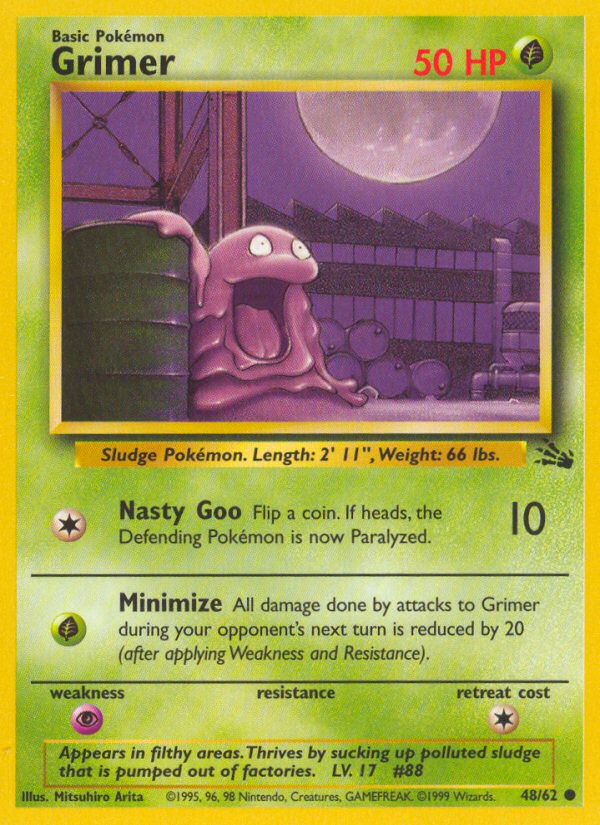 Basic Pokémon
Grimer
50 HP
Sludge Pokémon. Length: 2' 11", Weight: 66 lbs.
Nasty Goo Flip a coin. If heads, the
Defending Pokémon is now Paralyzed.
10
Minimize All damage done by attacks to Grimer
during your opponent's next turn is reduced by 20
(after applying Weakness and Resistance).
weakness resistance retreat cost
Appears in filthy areas. Thrives by sucking up polluted sludge
that is pumped out of factories. LV. 17 #88
Illus. Mitsuhiro Arita ©1995, 96, 98 Nintendo, Creatures, GAMEFREAK. ©1999 Wizards. 48/62